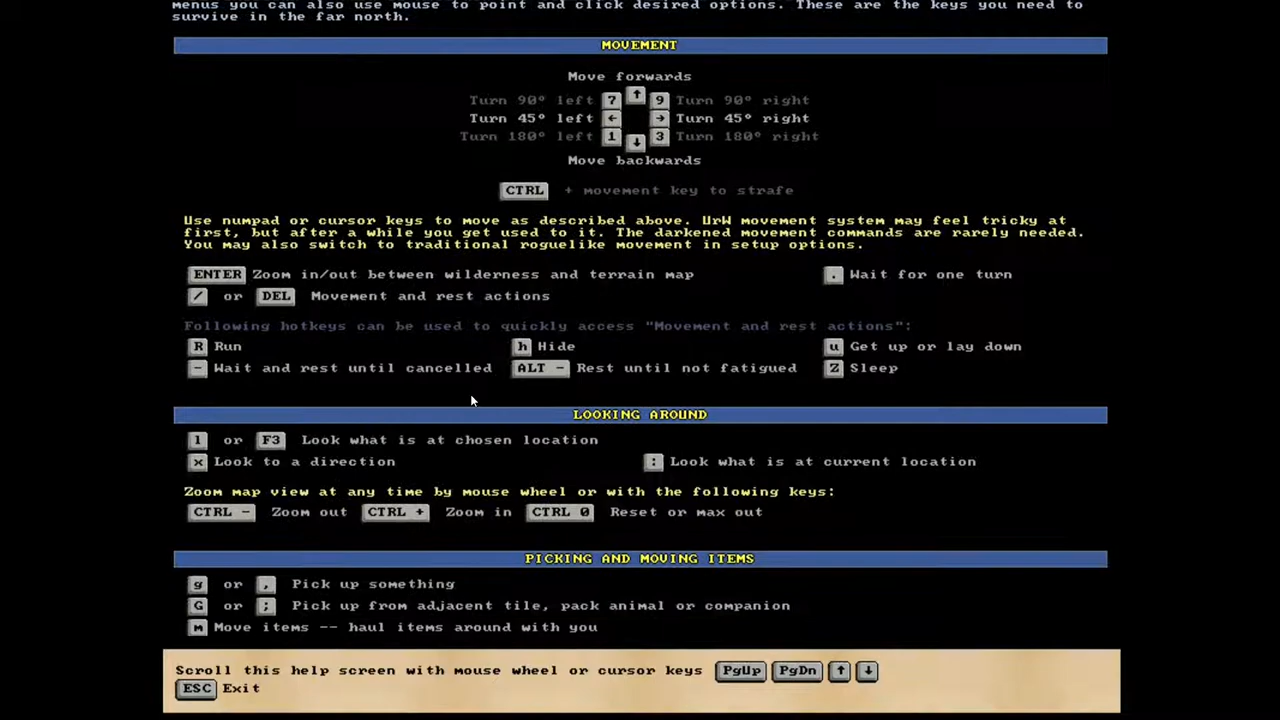 menus you can also use mouse to point and click desired options. These are the keys you need to
survive in the far north.
MOVEMENT
Move forwards
Turn 90° left 7 ↑ 9 Turn 90° right
Turn 45° left ← → Turn 45° right
Turn 180° left 1 ↓ 3 Turn 180° right
Move backwards
CTRL + movement key to strafe
Use numpad or cursor keys to move as described above. UrW movement system may feel tricky at
first, but after a while you get used to it. The darkened movement commands are rarely needed.
You may also switch to traditional roguelike movement in setup options.
ENTER Zoom in/out between wilderness and terrain map . Wait for one turn
/ or DEL Movement and rest actions
Following hotkeys can be used to quickly access "Movement and rest actions":
R Run h Hide u Get up or lay down
- Wait and rest until cancelled ALT - Rest until not fatigued Z Sleep
LOOKING AROUND
l or F3 Look what is at chosen location
x Look to a direction : Look what is at current location
Zoom map view at any time by mouse wheel or with the following keys:
CTRL - Zoom out CTRL + Zoom in CTRL 0 Reset or max out
PICKING AND MOVING ITEMS
g or , Pick up something
G or ; Pick up from adjacent tile, pack animal or companion
m Move items -- haul items around with you
Scroll this help screen with mouse wheel or cursor keys PgUp PgDn ↑ ↓
ESC Exit